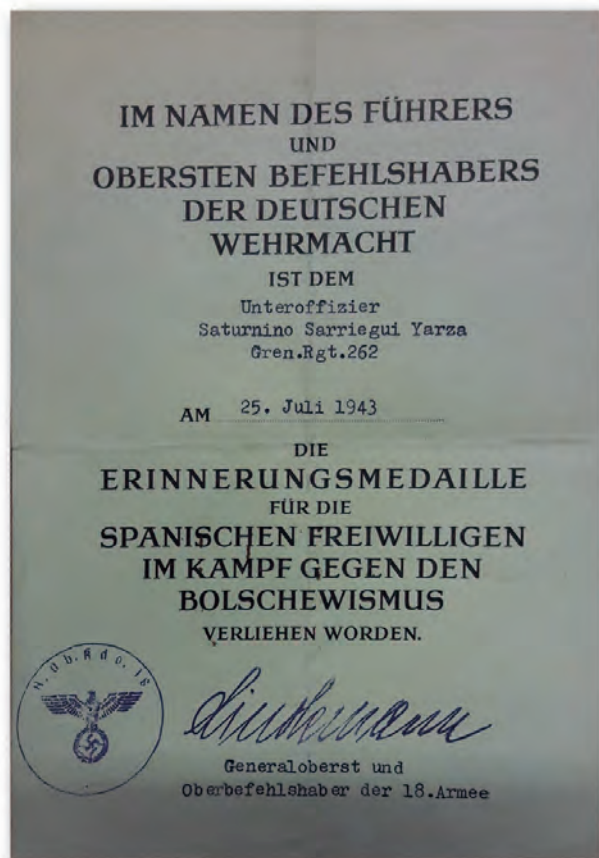 IM NAMEN DES FÜHRERS
UND
OBERSTEN BEFEHLSHABERS
DER DEUTSCHEN
WEHRMACHT
IST DEM
Unteroffizier
Saturnino Sarriegui Yarza
Gren.Rgt.262
AM 25. Juli 1943
DIE
ERINNERUNGSMEDAILLE
FÜR DIE
SPANISCHEN FREIWILLIGEN
IM KAMPF GEGEN DEN
BOLSCHEWISMUS
VERLIEHEN WORDEN.
Lindemann
Generaloberst und
Oberbefehlshaber der 18.Armee